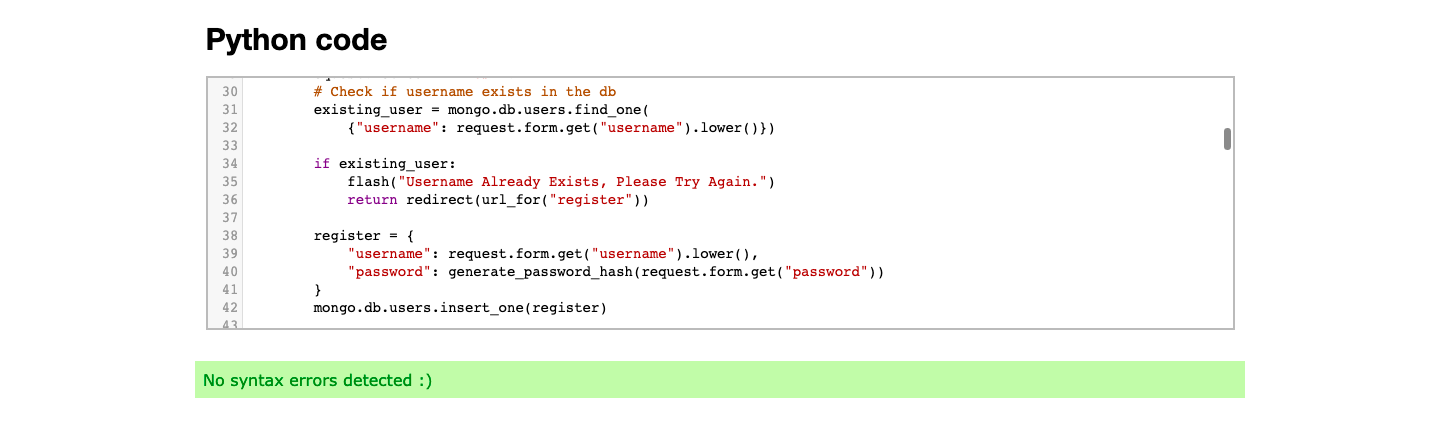 Python code
30        # Check if username exists in the db
31        existing_user = mongo.db.users.find_one(
32            {"username": request.form.get("username").lower()})
33
34        if existing_user:
35            flash("Username Already Exists, Please Try Again.")
36            return redirect(url_for("register"))
37
38        register = {
39            "username": request.form.get("username").lower(),
40            "password": generate_password_hash(request.form.get("password"))
41        }
42        mongo.db.users.insert_one(register)
43
No syntax errors detected :)